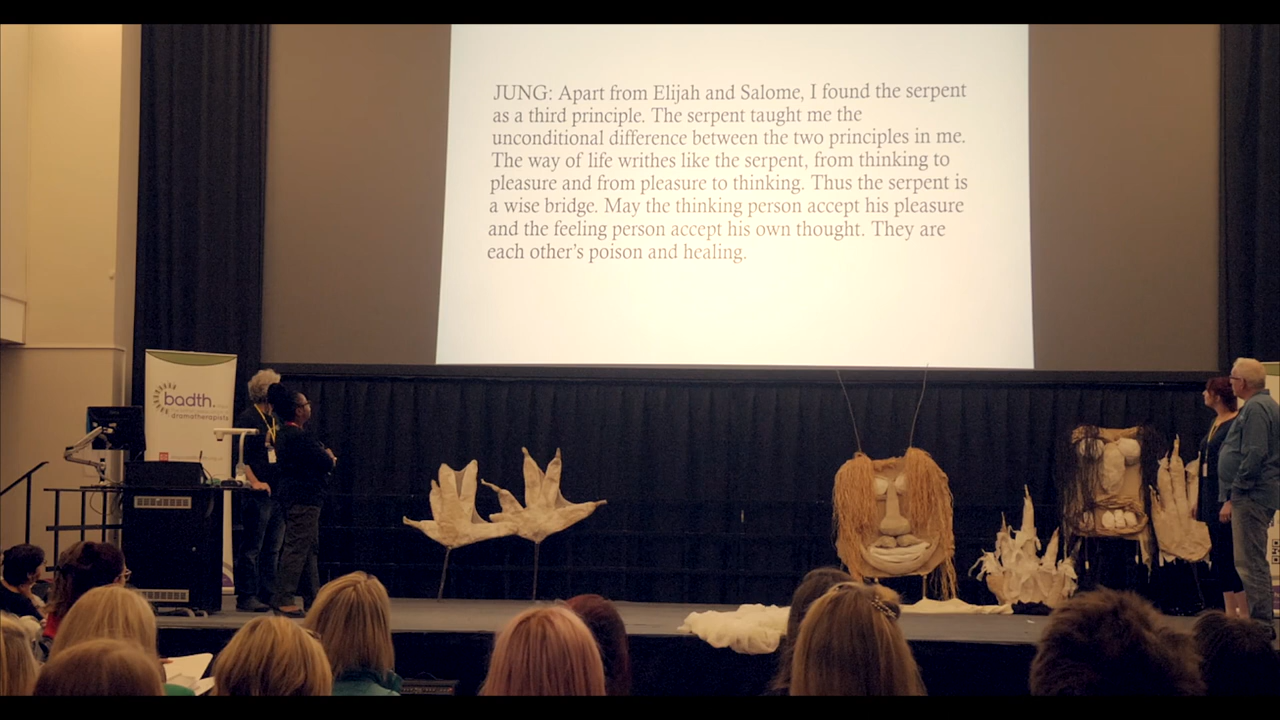 JUNG: Apart from Elijah and Salome, I found the serpent
as a third principle. The serpent taught me the
unconditional difference between the two principles in me.
The way of life writhes like the serpent, from thinking to
pleasure and from pleasure to thinking. Thus the serpent is
a wise bridge. May the thinking person accept his pleasure
and the feeling person accept his own thought. They are
each other's poison and healing.
badth.
dramatherapists